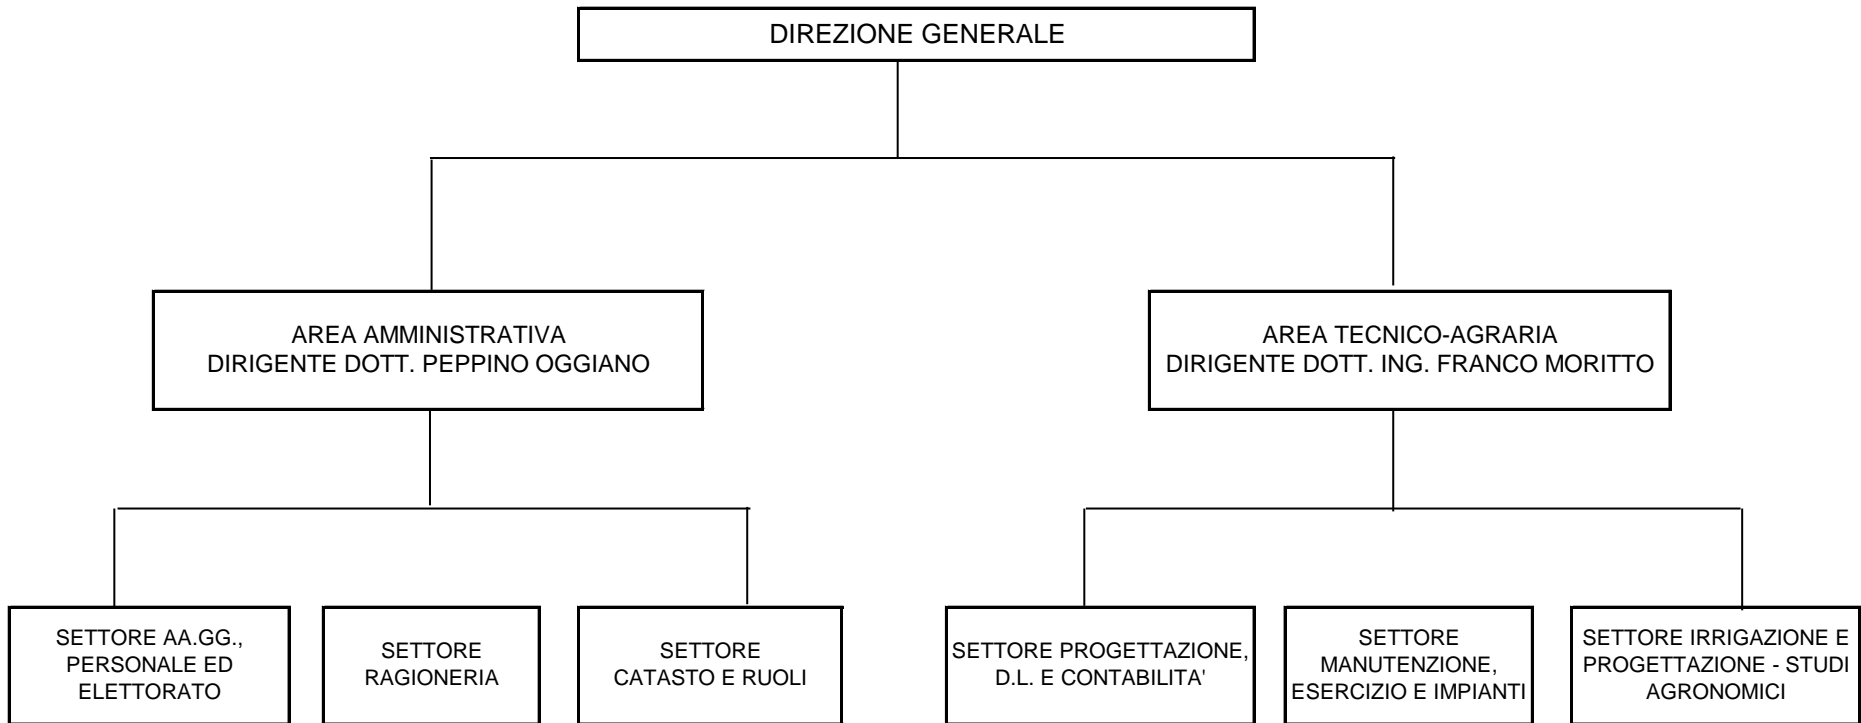 DIREZIONE GENERALE
AREA AMMINISTRATIVA
DIRIGENTE DOTT. PEPPINO OGGIANO
AREA TECNICO-AGRARIA
DIRIGENTE DOTT. ING. FRANCO MORITTO
SETTORE AA.GG.,
PERSONALE ED
ELETTORATO
SETTORE
RAGIONERIA
SETTORE
CATASTO E RUOLI
SETTORE PROGETTAZIONE,
D.L. E CONTABILITA'
SETTORE
MANUTENZIONE,
ESERCIZIO E IMPIANTI
SETTORE IRRIGAZIONE E
PROGETTAZIONE - STUDI
AGRONOMICI